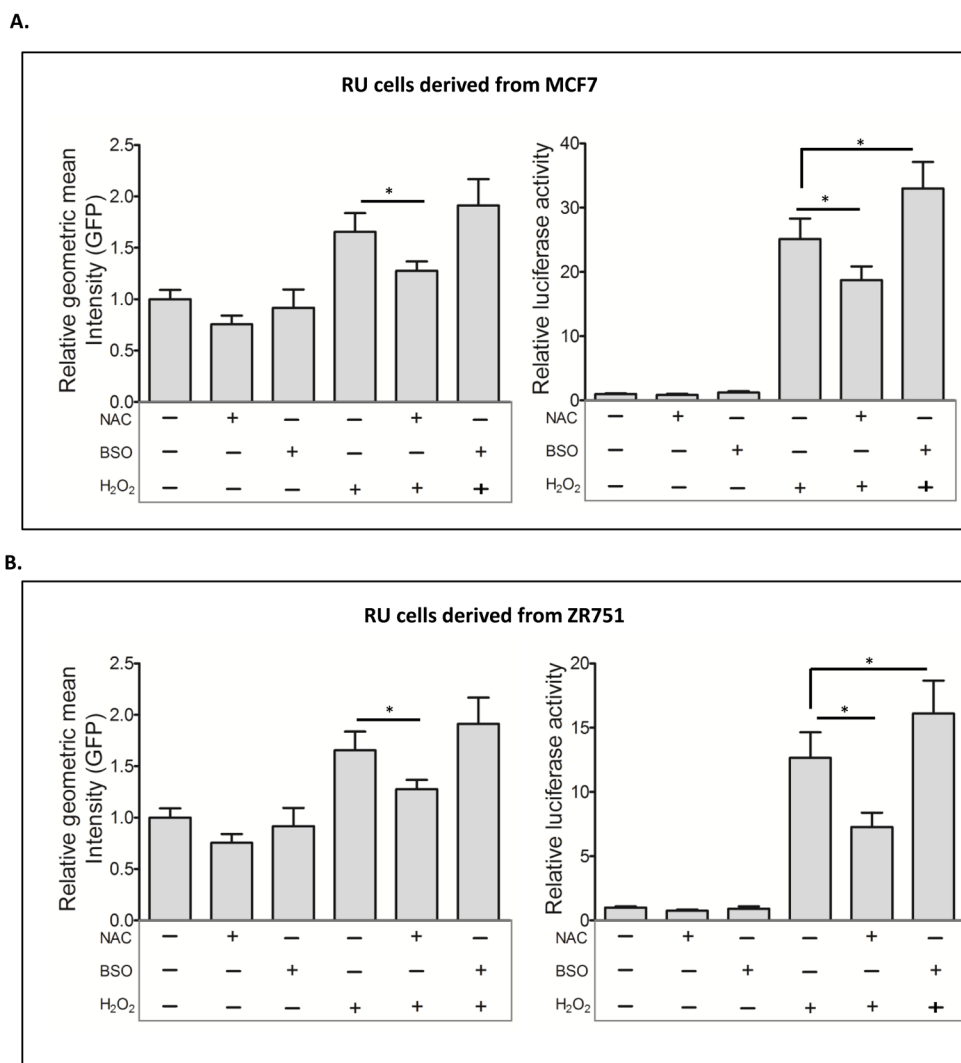 A.
RU cells derived from MCF7
Relative geometric mean
Intensity (GFP)
2.5
2.0
1.5
1.0
0.5
0.0
*
NAC − + − − + −
BSO − − + − − +
H₂O₂ − − − + + +
Relative luciferase activity
40
30
20
10
0
*
*
NAC − + − − + −
BSO − − + − − +
H₂O₂ − − − + + +
B.
RU cells derived from ZR751
Relative geometric mean
Intensity (GFP)
2.5
2.0
1.5
1.0
0.5
0.0
*
NAC − + − − + −
BSO − − + − − +
H₂O₂ − − − + + +
Relative luciferase activity
20
15
10
5
0
*
*
NAC − + − − + −
BSO − − + − − +
H₂O₂ − − − + + +